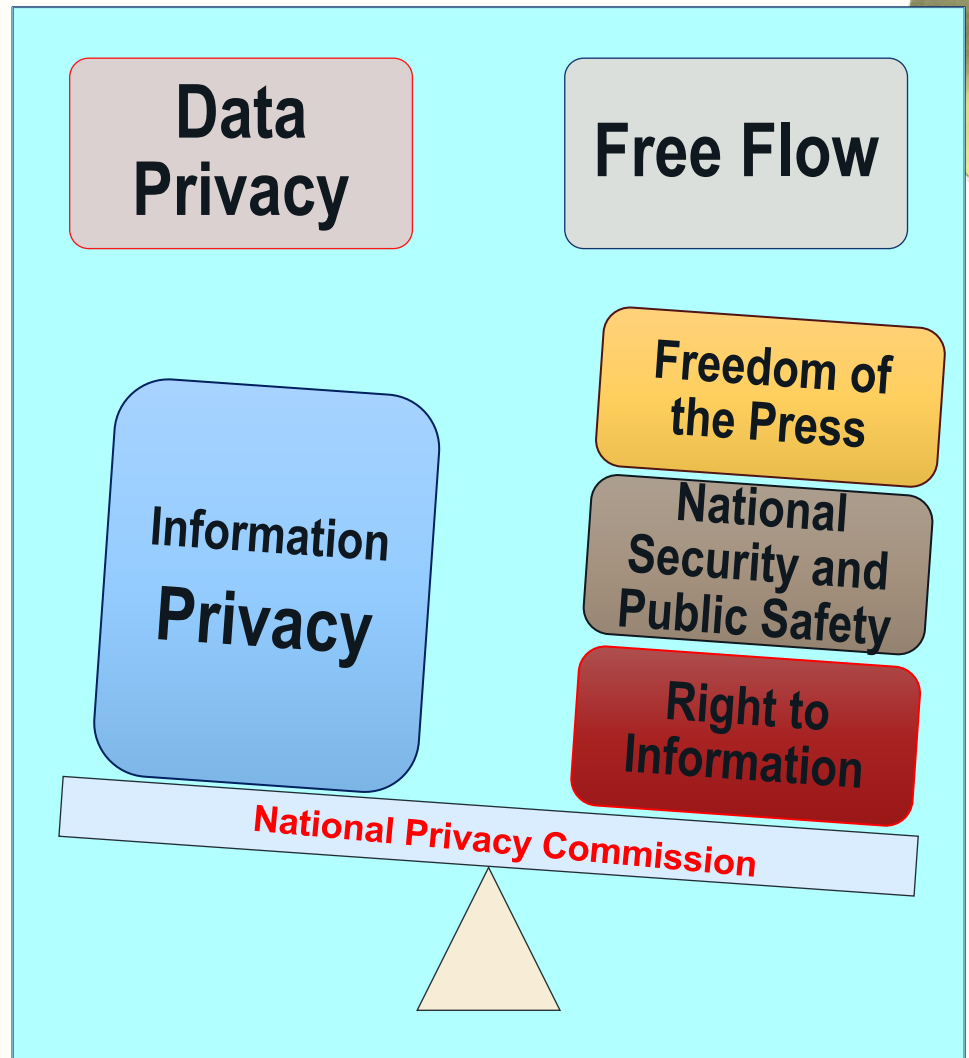 Data
Privacy
Free Flow
Information
Privacy
Freedom of
the Press
National
Security and
Public Safety
Right to
Information
National Privacy Commission